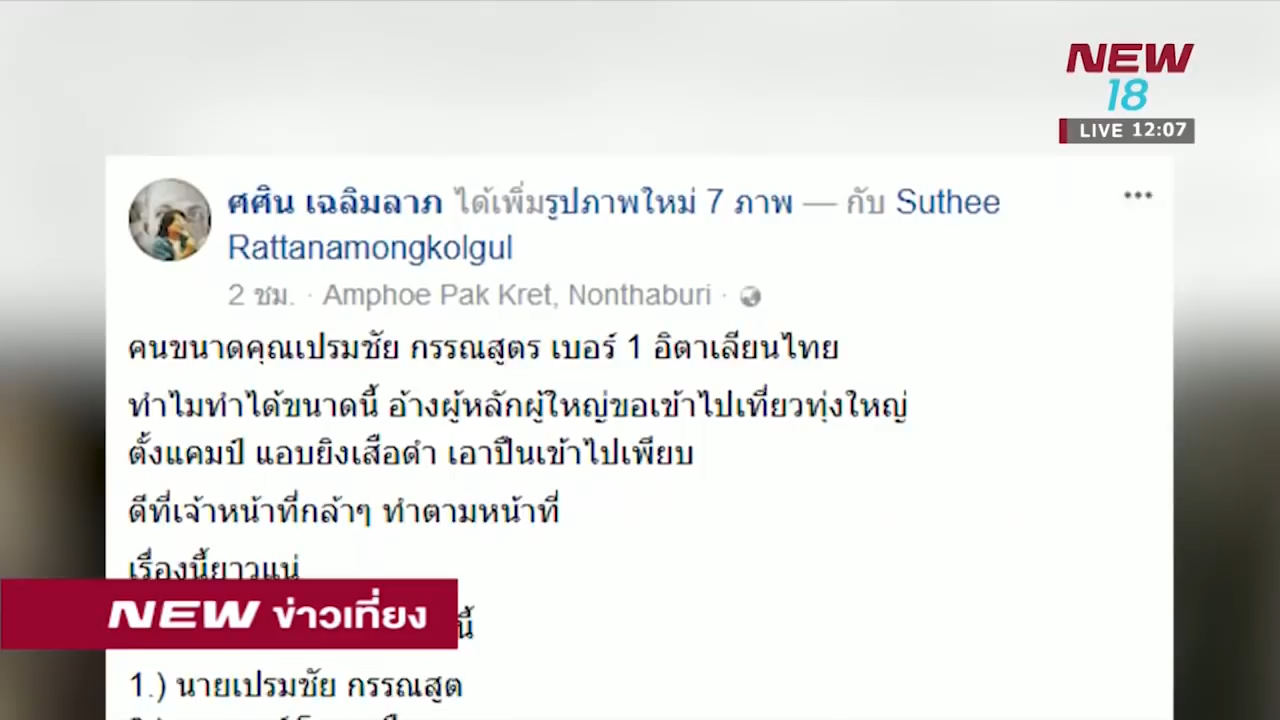 NEW
18
LIVE 12:07
ศศิน เฉลิมลาภ ได้เพิ่มรูปภาพใหม่ 7 ภาพ — กับ Suthee
Rattanamongkolgul
2 ชม. · Amphoe Pak Kret, Nonthaburi ·
คนขนาดคุณเปรมชัย กรรณสูตร เบอร์ 1 อิตาเลียนไทย
ทำไมทำได้ขนาดนี้ อ้างผู้หลักผู้ใหญ่ขอเข้าไปเที่ยวทุ่งใหญ่
ตั้งแคมป์ แอบยิงเสือดำ เอาปืนเข้าไปเพียบ
ดีที่เจ้าหน้าที่กล้าๆ ทำตามหน้าที่
เรื่องนี้ยาวแน่
NEW ข่าวเที่ยง
1.) นายเปรมชัย กรรณสูต